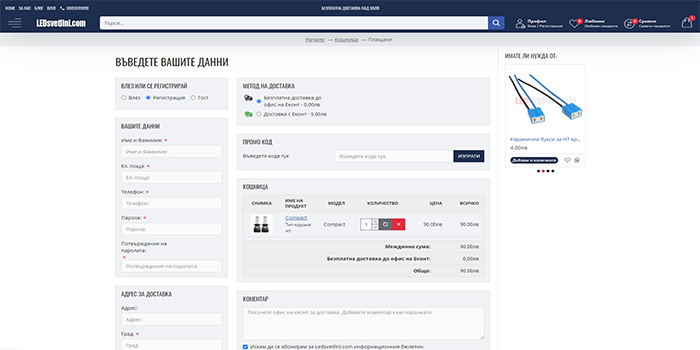 HOME ЗА НАС БЛОГ БЛОГ
БЕЗПЛАТНА ДОСТАВКА НАД 80ЛВ
LEDsvetlini.com
Търси...
Профил
Вход / Регистрация
0
Любими
Любими продукти
0
Сравни
Сравни продукти
1
Начало → Кошница → Плащане
ВЪВЕДЕТЕ ВАШИТЕ ДАННИ
ВЛЕЗ ИЛИ СЕ РЕГИСТРИРАЙ
Влез Регистрация Гост
ВАШИТЕ ДАННИ
Име и Фамилия: *
Име и Фамилия:
Ел. поща: *
Ел. поща:
Телефон: *
Телефон:
Парола: *
Парола:
Потвърждение на
паролата:
*
Потвърждение на паролата:
АДРЕС ЗА ДОСТАВКА
Адрес:
Адрес:
Град: *
Град:
МЕТОД НА ДОСТАВКА
Безплатна доставка до
офис на Еконт - 0.00лв
Доставка с Еконт - 5.00лв
ПРОМО КОД
Въведете кода тук
Въведете кода тук
ИЗПРАТИ
КОШНИЦА
СНИМКА ИМЕ НА ПРОДУКТ МОДЕЛ КОЛИЧЕСТВО ЦЕНА ВСИЧКО
Compact
Тип крушка:
H1
Compact 1 90.00лв 90.00лв
Междинна сума: 90.00лв
Безплатна доставка до офис на Еконт: 0.00лв
Общо: 90.00лв
КОМЕНТАР
Посочете офис на еконт за доставка. Добавете коментар към поръчката
Искам да се абонирам за Ledsvetlini.com информационния бюлетин.
ИМАТЕ ЛИ НУЖДА ОТ:
Керамични букси за H7 кр...
4.00лв
Добави в количката